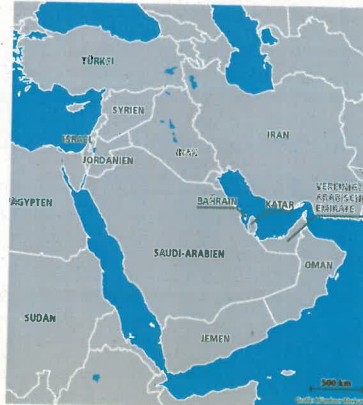 TÜRKEI
SYRIEN
ISRAEL
IRAK
IRAN
JORDANIEN
ÄGYPTEN
BAHRAIN
KATAR
VEREINIGTE
ARABISCHE
EMIRATE
SAUDI-ARABIEN
OMAN
SUDAN
JEMEN
500 km